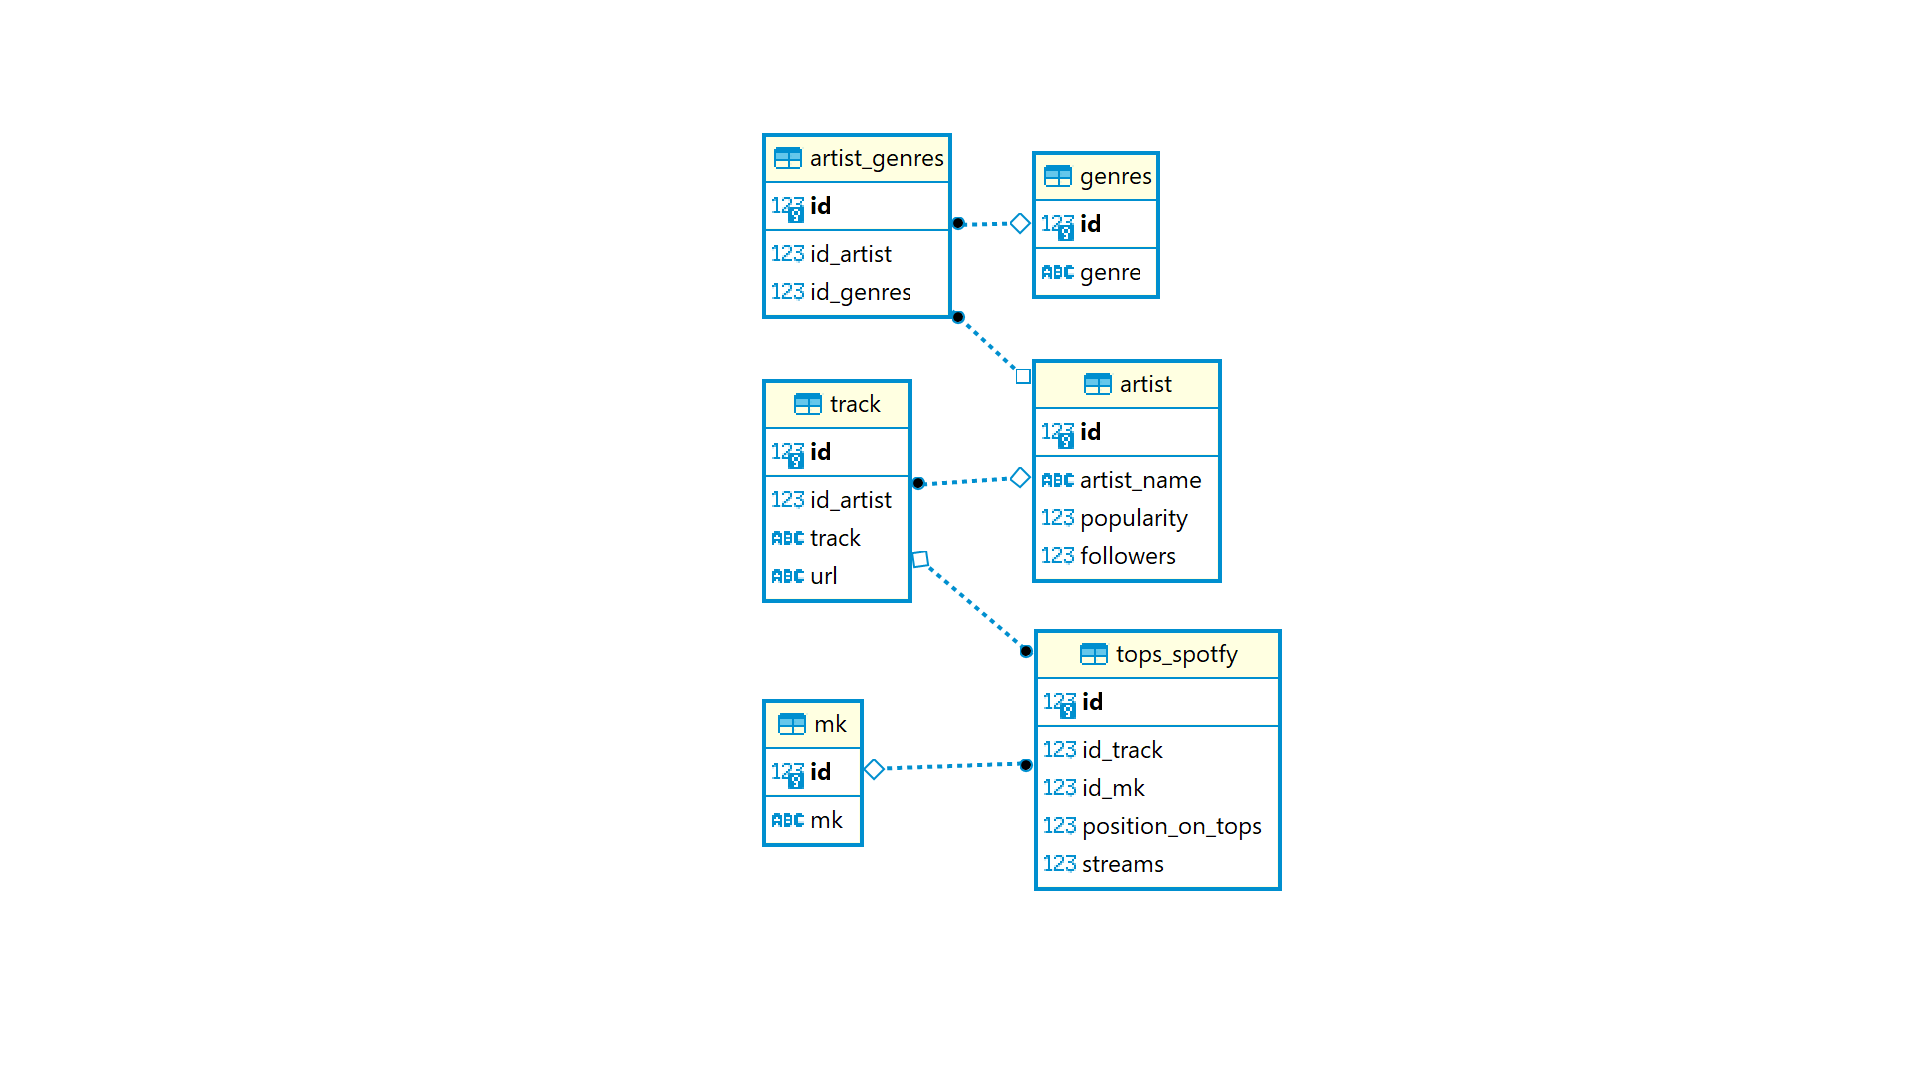 artist_genres
123 id
123 id_artist
123 id_genres
genres
123 id
ABC genre
artist
123 id
ABC artist_name
123 popularity
123 followers
track
123 id
123 id_artist
ABC track
ABC url
tops_spotfy
123 id
123 id_track
123 id_mk
123 position_on_tops
123 streams
mk
123 id
ABC mk